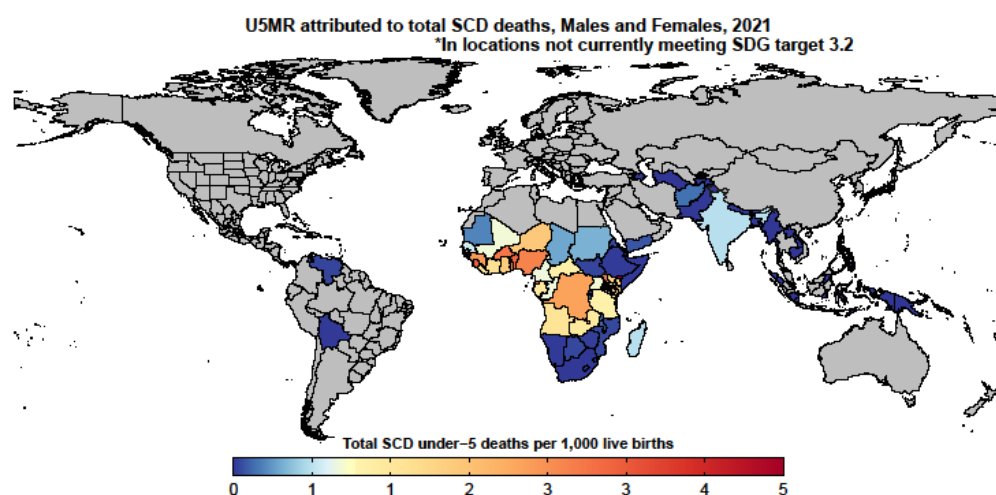 U5MR attributed to total SCD deaths, Males and Females, 2021
*In locations not currently meeting SDG target 3.2
Total SCD under−5 deaths per 1,000 live births
0 1 1 2 3 3 4 5